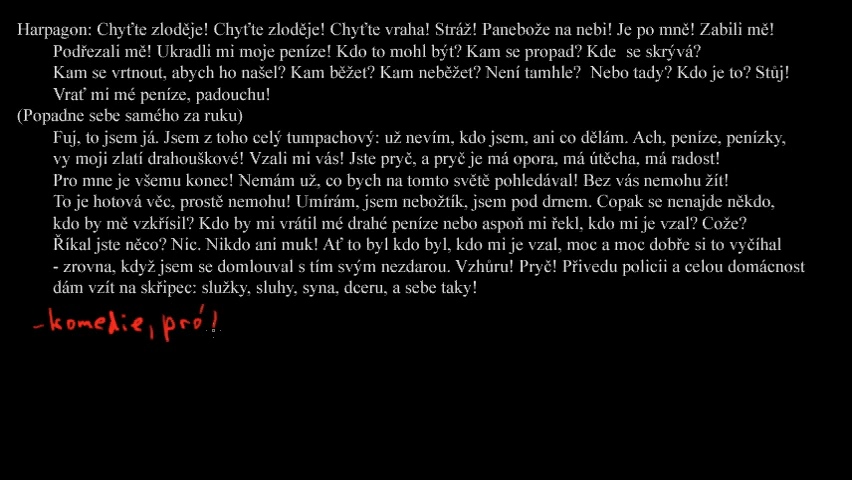 Harpagon: Chyťte zloděje! Chyťte zloděje! Chyťte vraha! Stráž! Panebože na nebi! Je po mně! Zabili mě!
Podřezali mě! Ukradli mi moje peníze! Kdo to mohl být? Kam se propad? Kde se skrývá?
Kam se vrtnout, abych ho našel? Kam běžet? Kam neběžet? Není tamhle? Nebo tady? Kdo je to? Stůj!
Vrať mi mé peníze, padouchu!
(Popadne sebe samého za ruku)
Fuj, to jsem já. Jsem z toho celý tumpachový: už nevím, kdo jsem, ani co dělám. Ach, peníze, penízky,
vy moji zlatí drahouškové! Vzali mi vás! Jste pryč, a pryč je má opora, má útěcha, má radost!
Pro mne je všemu konec! Nemám už, co bych na tomto světě pohledával! Bez vás nemohu žít!
To je hotová věc, prostě nemohu! Umírám, jsem nebožtík, jsem pod drnem. Copak se nenajde někdo,
kdo by mě vzkřísil? Kdo by mi vrátil mé drahé peníze nebo aspoň mi řekl, kdo mi je vzal? Cože?
Říkal jste něco? Nic. Nikdo ani muk! Ať to byl kdo byl, kdo mi je vzal, moc a moc dobře si to vyčíhal
- zrovna, když jsem se domlouval s tím svým nezdarou. Vzhůru! Pryč! Přivedu policii a celou domácnost
dám vzít na skřipec: služky, sluhy, syna, dceru, a sebe taky!
- komedie, pró